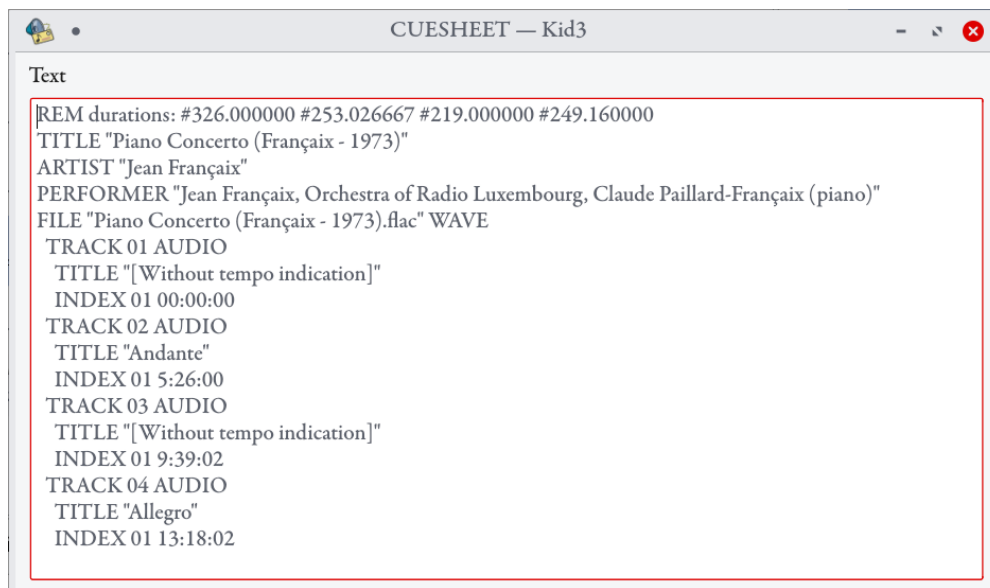 CUESHEET — Kid3
Text
REM durations: #326.000000 #253.026667 #219.000000 #249.160000
TITLE "Piano Concerto (Françaix - 1973)"
ARTIST "Jean Françaix"
PERFORMER "Jean Françaix, Orchestra of Radio Luxembourg, Claude Paillard-Françaix (piano)"
FILE "Piano Concerto (Françaix - 1973).flac" WAVE
  TRACK 01 AUDIO
    TITLE "[Without tempo indication]"
    INDEX 01 00:00:00
  TRACK 02 AUDIO
    TITLE "Andante"
    INDEX 01 5:26:00
  TRACK 03 AUDIO
    TITLE "[Without tempo indication]"
    INDEX 01 9:39:02
  TRACK 04 AUDIO
    TITLE "Allegro"
    INDEX 01 13:18:02